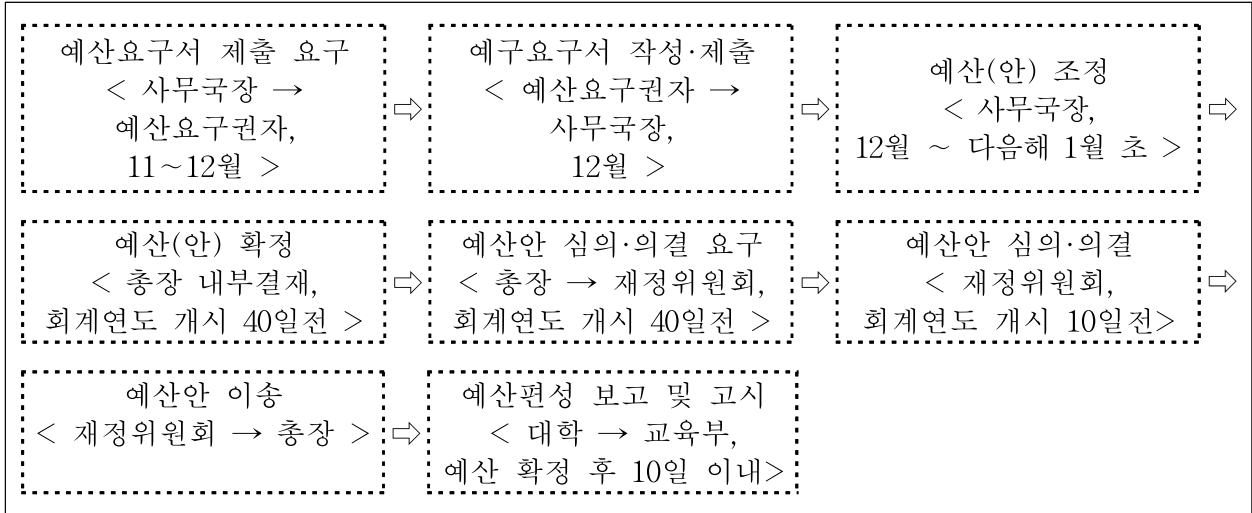 예산요구서 제출 요구
< 사무국장 →
예산요구권자,
11~12월 >
⇨
예구요구서 작성·제출
< 예산요구권자 →
사무국장,
12월 >
⇨
예산(안) 조정
< 사무국장,
12월 ~ 다음해 1월 초 >
⇨
예산(안) 확정
< 총장 내부결재,
회계연도 개시 40일전 >
⇨
예산안 심의·의결 요구
< 총장 → 재정위원회,
회계연도 개시 40일전 >
⇨
예산안 심의·의결
< 재정위원회,
회계연도 개시 10일전>
⇨
예산안 이송
< 재정위원회 → 총장 >
⇨
예산편성 보고 및 고시
< 대학 → 교육부,
예산 확정 후 10일 이내>